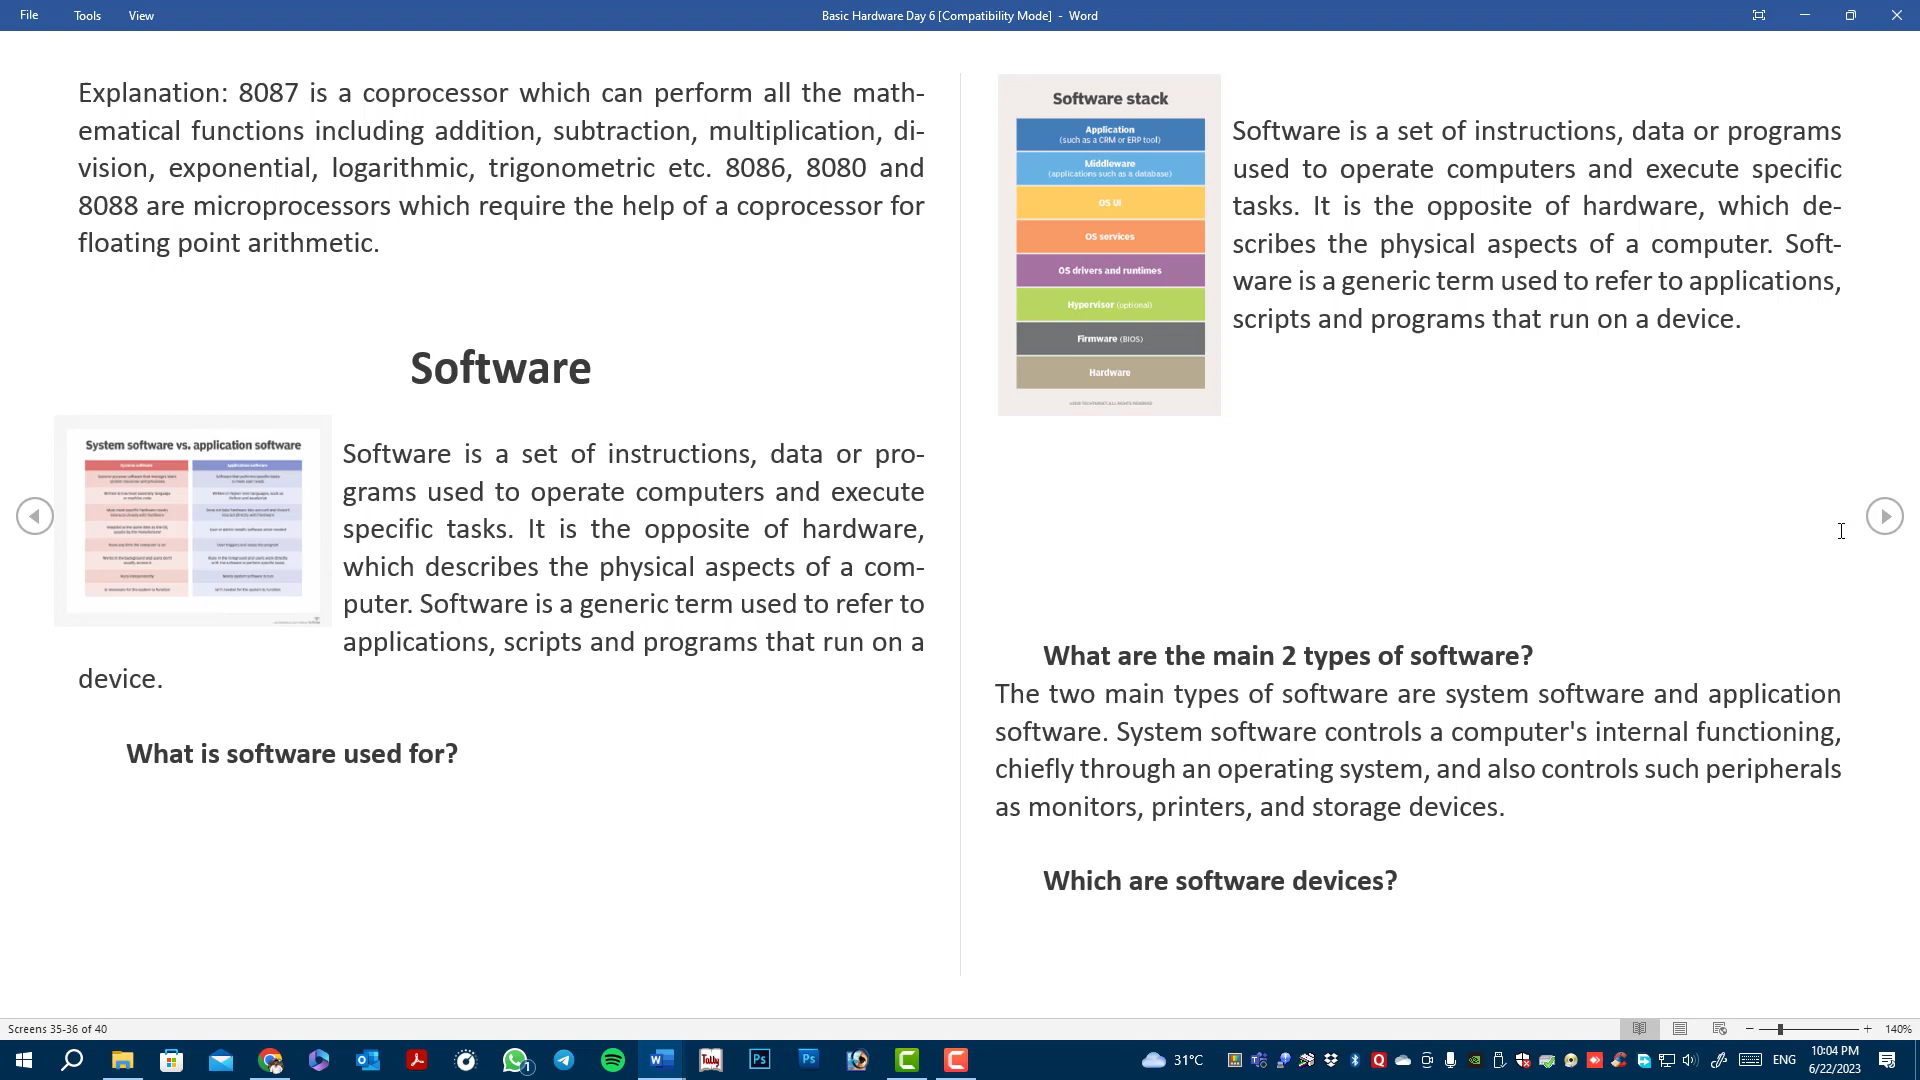 File Tools View
Basic Hardware Day 6 [Compatibility Mode] - Word
Explanation: 8087 is a coprocessor which can perform all the math-
ematical functions including addition, subtraction, multiplication, di-
vision, exponential, logarithmic, trigonometric etc. 8086, 8080 and
8088 are microprocessors which require the help of a coprocessor for
floating point arithmetic.
Software
System software vs. application software
Software is a set of instructions, data or pro-
grams used to operate computers and execute
specific tasks. It is the opposite of hardware,
which describes the physical aspects of a com-
puter. Software is a generic term used to refer to
applications, scripts and programs that run on a
device.
What is software used for?
Software stack
Application
(such as a CRM or ERP tool)
Middleware
(applications such as a database)
OS UI
OS services
OS drivers and runtimes
Hypervisor (optional)
Firmware (BIOS)
Hardware
Software is a set of instructions, data or programs
used to operate computers and execute specific
tasks. It is the opposite of hardware, which de-
scribes the physical aspects of a computer. Soft-
ware is a generic term used to refer to applications,
scripts and programs that run on a device.
What are the main 2 types of software?
The two main types of software are system software and application
software. System software controls a computer's internal functioning,
chiefly through an operating system, and also controls such peripherals
as monitors, printers, and storage devices.
Which are software devices?
Screens 35-36 of 40
140%
31°C
ENG
10:04 PM
6/22/2023